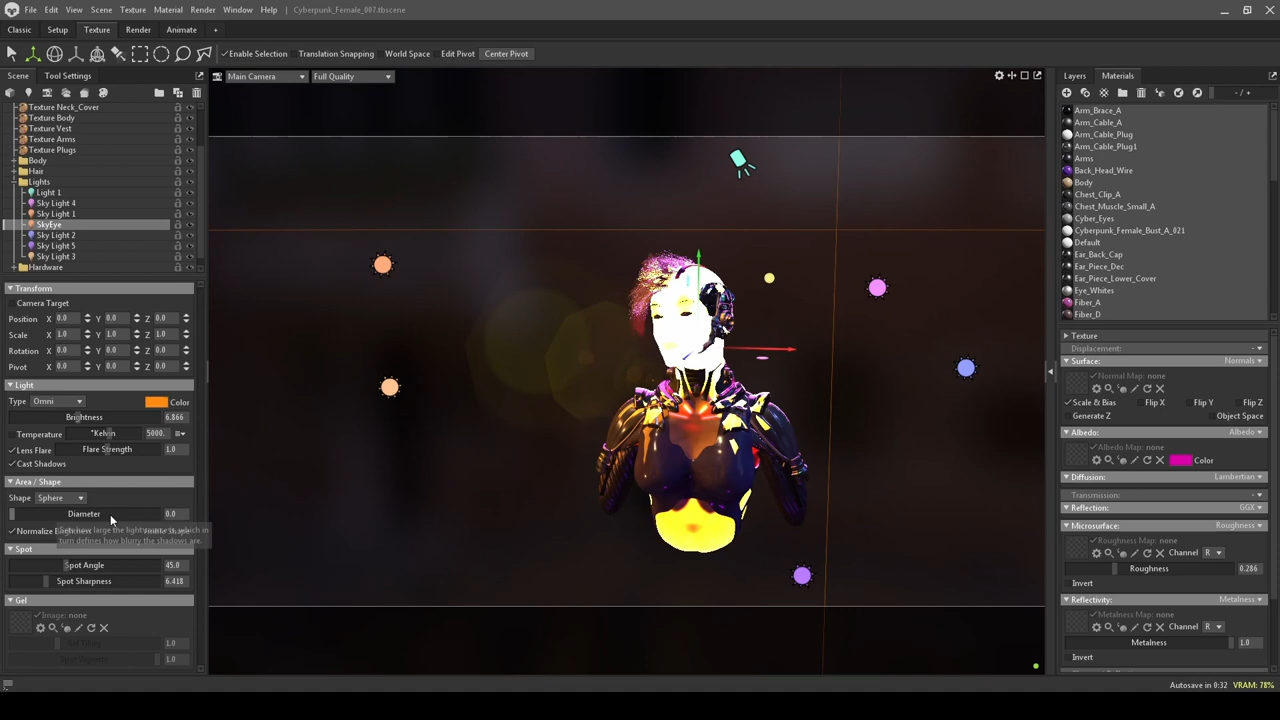 File Edit View Scene Texture Material Render Window Help Cyberpunk_Female_007.tbscene
Classic Setup Texture Render Animate +
Enable Selection Translation Snapping World Space Edit Pivot Center Pivot
Scene Tool Settings
Texture Neck_Cover
Texture Body
Texture Vest
Texture Arms
Texture Plugs
Body
Hair
Lights
Light 1
Sky Light 4
Sky Light 1
SkyEye
Sky Light 2
Sky Light 5
Sky Light 3
Hardware
Transform
Camera Target
Position X 0.0 Y 0.0 Z 0.0
Scale X 1.0 Y 1.0 Z 1.0
Rotation X 0.0 Y 0.0 Z 0.0
Pivot X 0.0 Y 0.0 Z 0.0
Light
Type Omni Color
Brightness 6.866
Temperature °Kelvin 5000.
Lens Flare Flare Strength 1.0
Cast Shadows
Area / Shape
Shape Sphere
Diameter 0.0
Normalize
Sets how large the light source is, which in
turn defines how blurry the shadows are.
Spot
Spot Angle 45.0
Spot Sharpness 6.418
Gel
Image: none
1.0
1.0
Main Camera Full Quality
Layers Materials
- / +
Arm_Brace_A
Arm_Cable_A
Arm_Cable_Plug
Arm_Cable_Plug1
Arms
Back_Head_Wire
Body
Chest_Clip_A
Chest_Muscle_Small_A
Cyber_Eyes
Cyberpunk_Female_Bust_A_021
Default
Ear_Back_Cap
Ear_Piece_Dec
Ear_Piece_Lower_Cover
Eye_Whites
Fiber_A
Fiber_D
Texture
Displacement: -
Surface: Normals
Normal Map: none
Scale & Bias Flip X Flip Y Flip Z
Generate Z Object Space
Albedo: Albedo
Albedo Map: none
Color
Diffusion: Lambertian
Transmission: -
Reflection: GGX
Microsurface: Roughness
Roughness Map: none
Channel R
Roughness 0.286
Invert
Reflectivity: Metalness
Metalness Map: none
Channel R
Metalness 1.0
Invert
Autosave in 0:32 VRAM: 78%